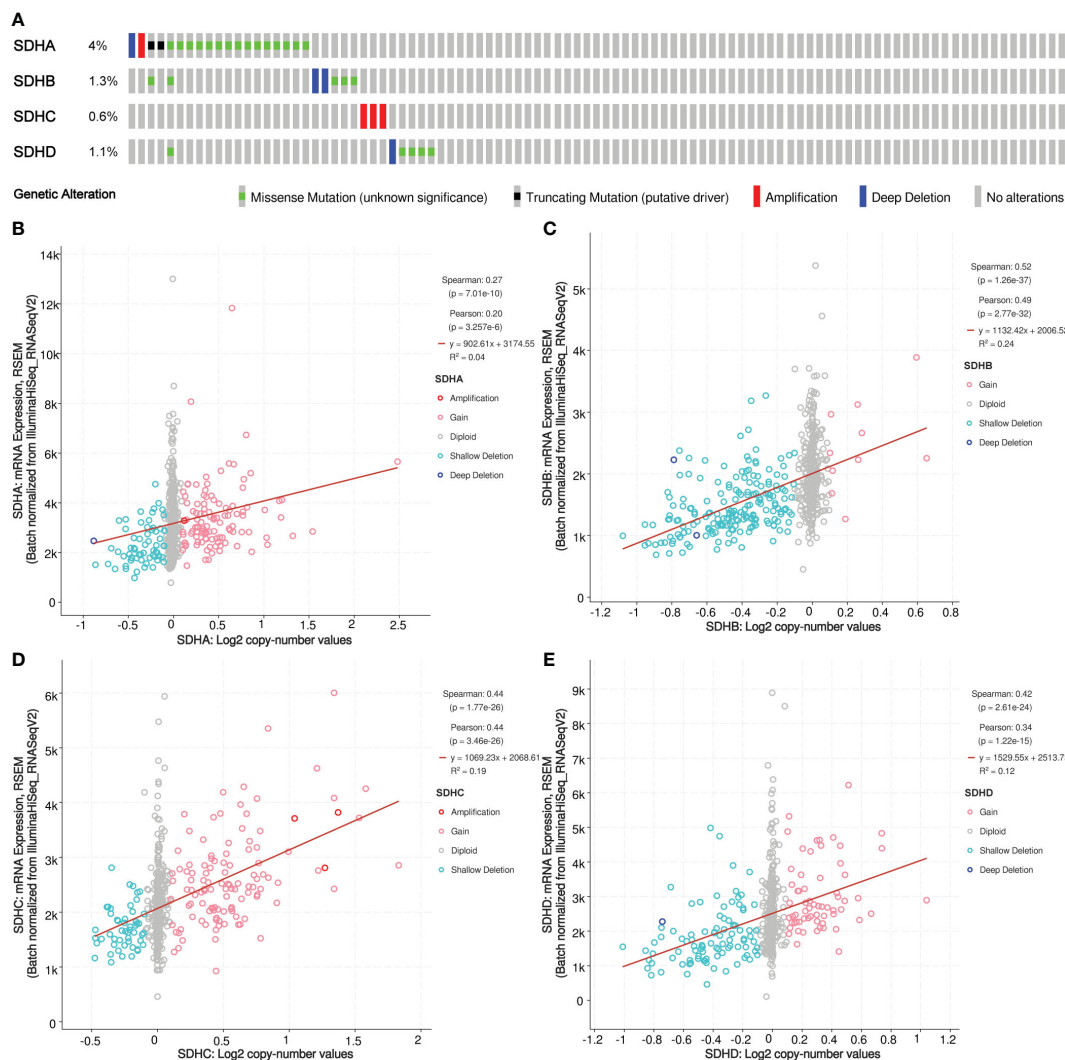 A
SDHA 4%
SDHB 1.3%
SDHC 0.6%
SDHD 1.1%
Genetic Alteration Missense Mutation (unknown significance) Truncating Mutation (putative driver) Amplification Deep Deletion No alterations
B
SDHA: mRNA Expression, RSEM
(Batch normalized from IlluminaHiSeq_RNASeqV2)
14k
12k
10k
8k
6k
4k
2k
0
-1 -0.5 0 0.5 1 1.5 2 2.5
SDHA: Log2 copy-number values
Spearman: 0.27
(p = 7.01e-10)
Pearson: 0.20
(p = 3.257e-6)
y = 902.61x + 3174.55
R² = 0.04
SDHA
Amplification
Gain
Diploid
Shallow Deletion
Deep Deletion
C
SDHB: mRNA Expression, RSEM
(Batch normalized from IlluminaHiSeq_RNASeqV2)
5k
4k
3k
2k
1k
0
-1.2 -1 -0.8 -0.6 -0.4 -0.2 0 0.2 0.4 0.6 0.8
SDHB: Log2 copy-number values
Spearman: 0.52
(p = 1.26e-37)
Pearson: 0.49
(p = 2.77e-32)
y = 1132.42x + 2006.52
R² = 0.24
SDHB
Gain
Diploid
Shallow Deletion
Deep Deletion
D
SDHC: mRNA Expression, RSEM
(Batch normalized from IlluminaHiSeq_RNASeqV2)
6k
5k
4k
3k
2k
1k
0
-0.5 0 0.5 1 1.5 2
SDHC: Log2 copy-number values
Spearman: 0.44
(p = 1.77e-26)
Pearson: 0.44
(p = 3.46e-26)
y = 1069.23x + 2068.61
R² = 0.19
SDHC
Amplification
Gain
Diploid
Shallow Deletion
E
SDHD: mRNA Expression, RSEM
(Batch normalized from IlluminaHiSeq_RNASeqV2)
9k
8k
7k
6k
5k
4k
3k
2k
1k
0
-1.2 -1 -0.8 -0.6 -0.4 -0.2 0 0.2 0.4 0.6 0.8 1 1.2
SDHD: Log2 copy-number values
Spearman: 0.42
(p = 2.61e-24)
Pearson: 0.34
(p = 1.22e-15)
y = 1529.55x + 2513.7
R² = 0.12
SDHD
Gain
Diploid
Shallow Deletion
Deep Deletion